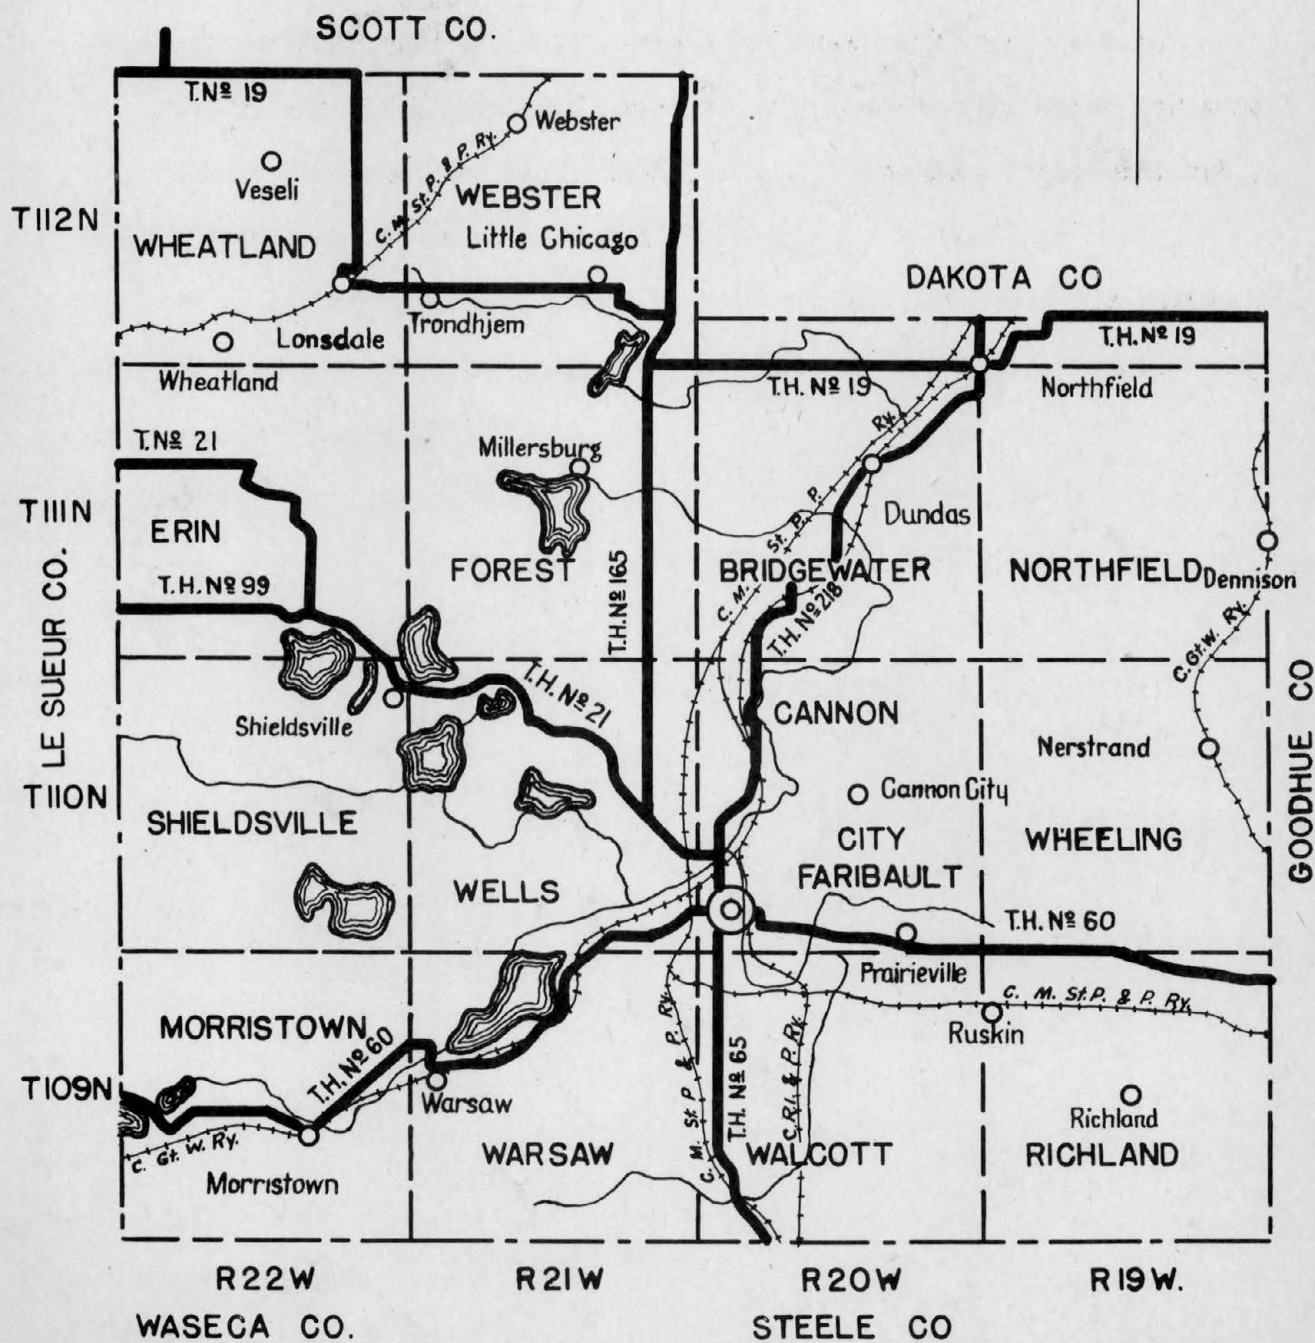 SCOTT CO.
T.Nº 19
Webster
Veseli
C. M. St. P. & P. Ry.
WEBSTER
T112N
WHEATLAND
Little Chicago
DAKOTA CO
Lonsdale
Trondhjem
T.H. Nº 19
Wheatland
T.H. Nº 19
Northfield
T.Nº 21
Millersburg
Ry.
T111N
Dundas
ERIN
St. P. P
FOREST
BRIDGEWATER
NORTHFIELD
Dennison
T.H. Nº 99
T.H. Nº 165
C. M.
T.H. Nº 218
C. Gt. W. Ry.
LE SUEUR CO.
GOODHUE CO
T.H. Nº 21
Shieldsville
CANNON
Nerstrand
T110N
Cannon City
SHIELDSVILLE
CITY
WHEELING
FARIBAULT
WELLS
T.H. Nº 60
Prairieville
C. M. St. P. & P. Ry.
MORRISTOWN
Ruskin
T.H. Nº 60
C. M. St P & P. Ry.
T.H. Nº 65
C.R.I. & P. Ry.
T109N
Warsaw
Richland
C. Gt. W. Ry.
WARSAW
WALCOTT
RICHLAND
Morristown
R22W
R21W
R20W
R19W.
WASECA CO.
STEELE CO